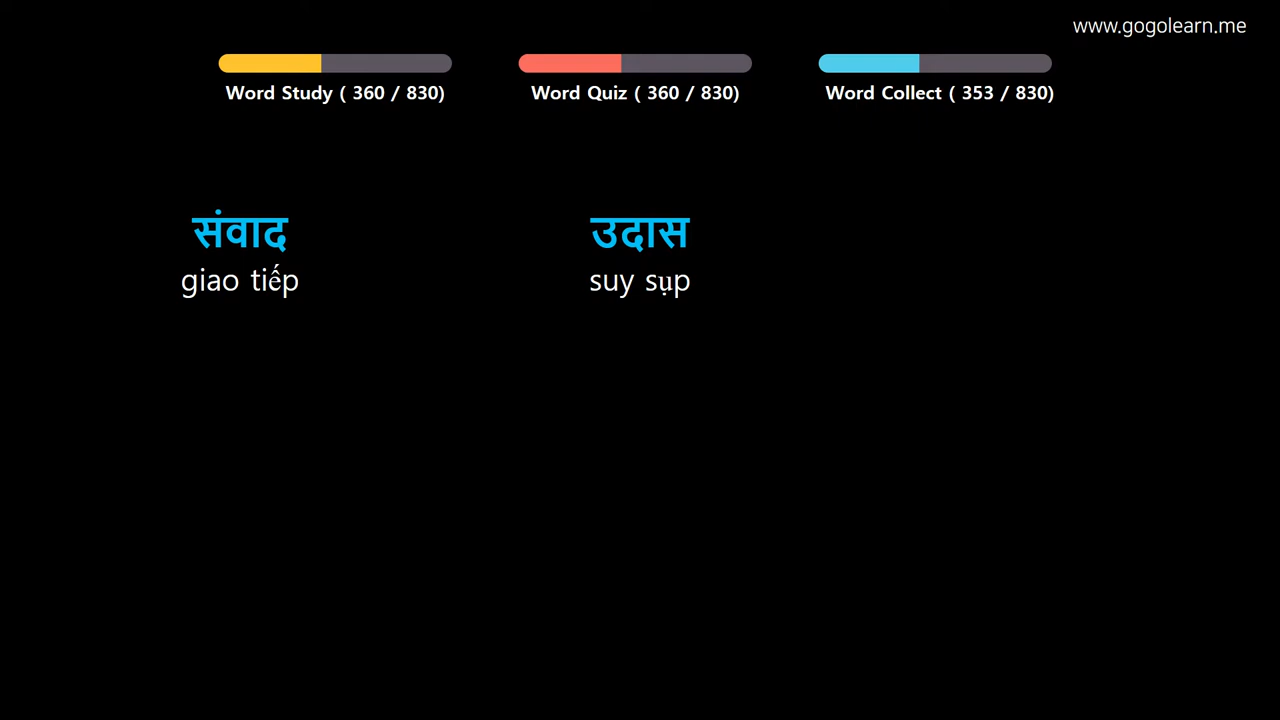 www.gogolearn.me
Word Study ( 360 / 830)
Word Quiz ( 360 / 830)
Word Collect ( 353 / 830)
संवाद
giao tiếp
उदास
suy sụp